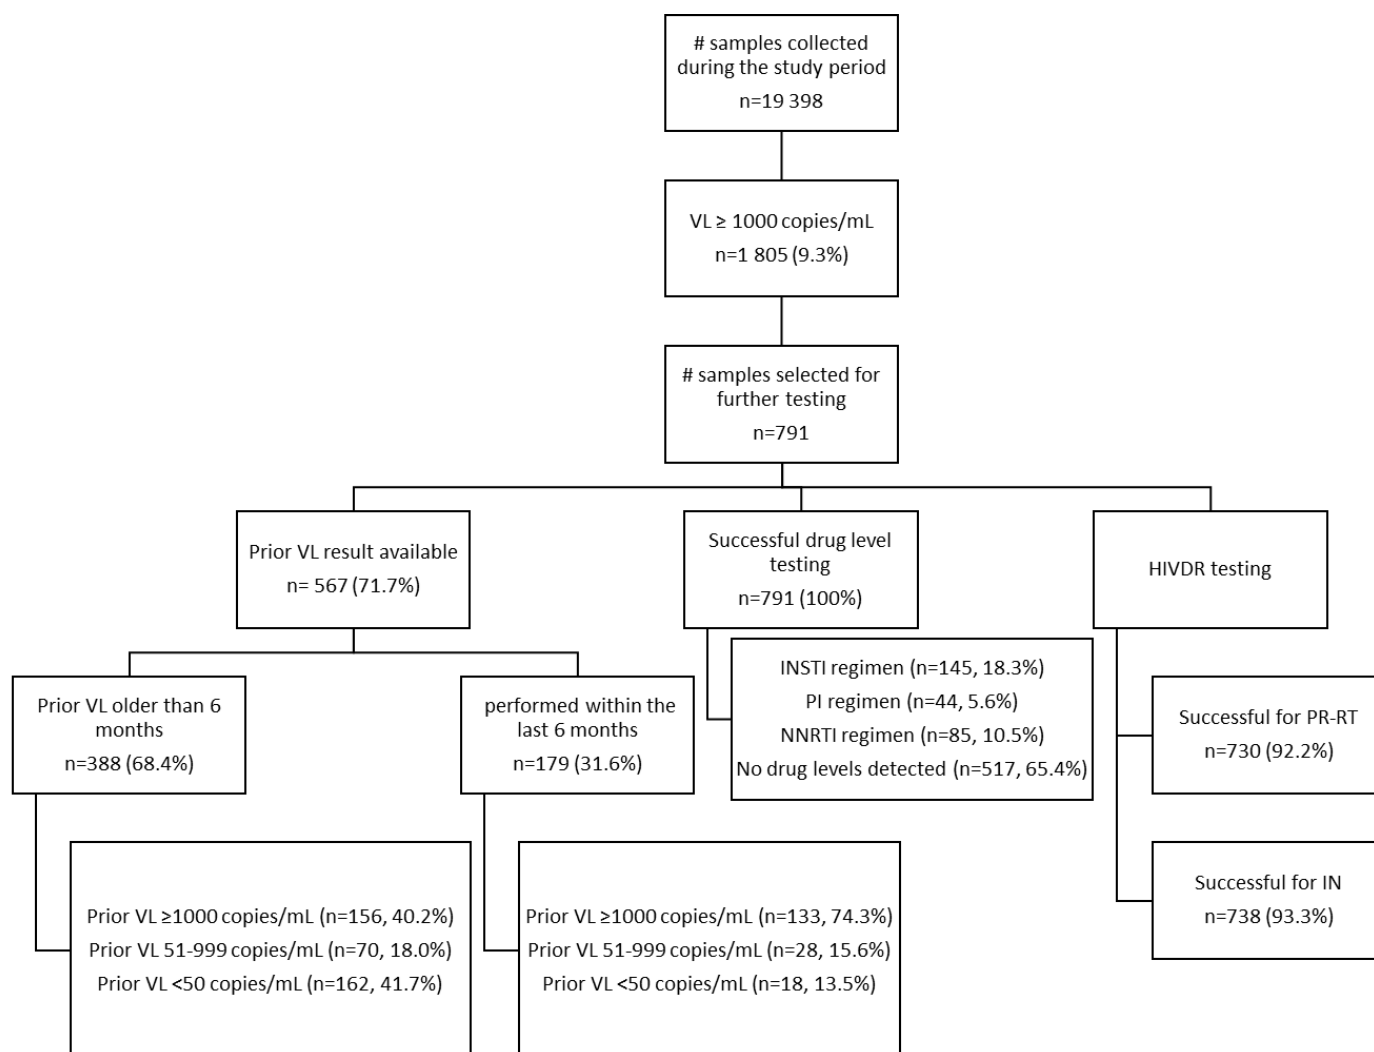 # samples collected
during the study period
n=19 398
VL ≥ 1000 copies/mL
n=1 805 (9.3%)
# samples selected for
further testing
n=791
Prior VL result available
n= 567 (71.7%)
Successful drug level
testing
n=791 (100%)
HIVDR testing
Prior VL older than 6
months
n=388 (68.4%)
performed within the
last 6 months
n=179 (31.6%)
INSTI regimen (n=145, 18.3%)
PI regimen (n=44, 5.6%)
NNRTI regimen (n=85, 10.5%)
No drug levels detected (n=517, 65.4%)
Successful for PR-RT
n=730 (92.2%)
Successful for IN
n=738 (93.3%)
Prior VL ≥1000 copies/mL (n=156, 40.2%)
Prior VL 51-999 copies/mL (n=70, 18.0%)
Prior VL <50 copies/mL (n=162, 41.7%)
Prior VL ≥1000 copies/mL (n=133, 74.3%)
Prior VL 51-999 copies/mL (n=28, 15.6%)
Prior VL <50 copies/mL (n=18, 13.5%)